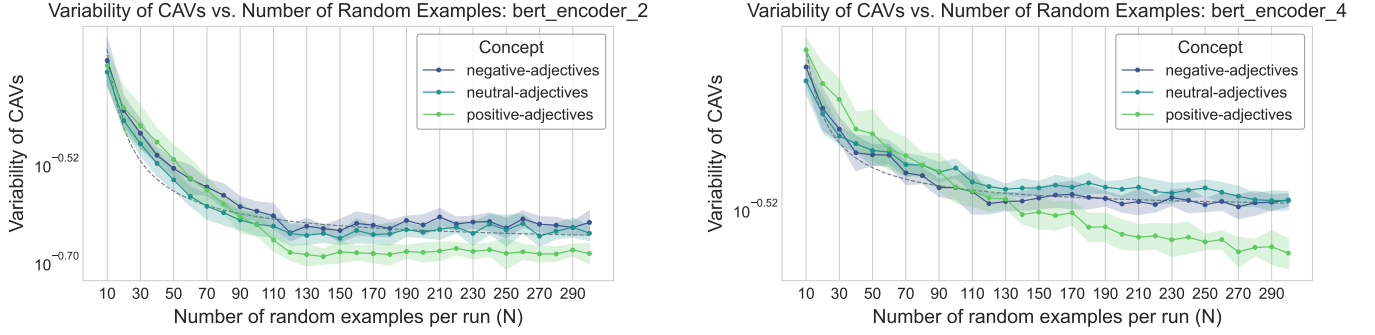 Variability of CAVs vs. Number of Random Examples: bert_encoder_2
Variability of CAVs
10^−0.52
10^−0.70
Concept
negative-adjectives
neutral-adjectives
positive-adjectives
10 30 50 70 90 110 130 150 170 190 210 230 250 270 290
Number of random examples per run (N)
Variability of CAVs vs. Number of Random Examples: bert_encoder_4
Variability of CAVs
10^−0.52
Concept
negative-adjectives
neutral-adjectives
positive-adjectives
10 30 50 70 90 110 130 150 170 190 210 230 250 270 290
Number of random examples per run (N)